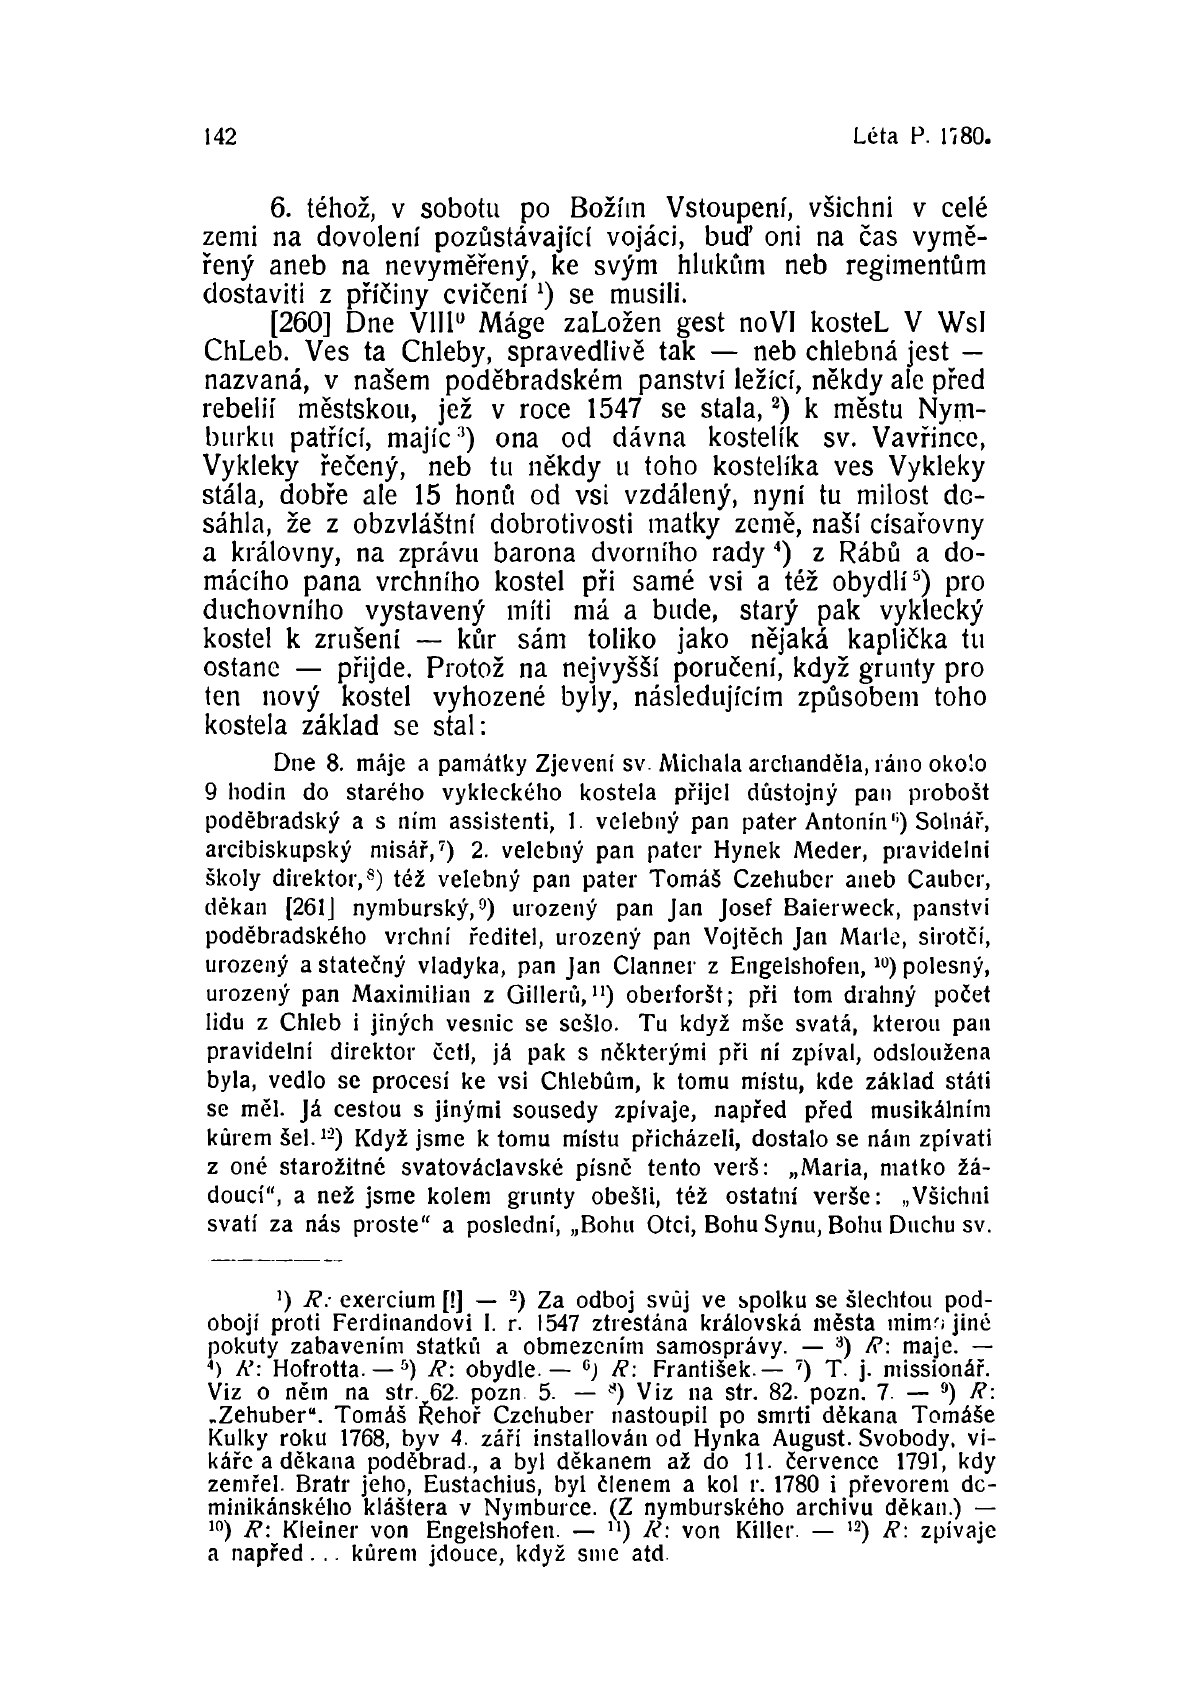 142 Léta P. 1780.
6. téhož, v sobotu po Božím Vstoupení, všichni v celé
zemi na dovolení pozůstávající vojáci, buď oni na čas vymě-
řený aneb na nevyměřený, ke svým hlukům neb regimentům
dostaviti z příčiny cvičení ¹) se musili.
[260] Dne VIIIᵘ Máge zaLožen gest noVI kosteL V WsI
ChLeb. Ves ta Chleby, spravedlivě tak — neb chlebná jest —
nazvaná, v našem poděbradském panství ležící, někdy ale před
rebelií městskou, jež v roce 1547 se stala, ²) k městu Nym-
burku patřící, majíc ³) ona od dávna kostelík sv. Vavřince,
Vykleky řečený, neb tu někdy u toho kostelíka ves Vykleky
stála, dobře ale 15 honů od vsi vzdálený, nyní tu milost do-
sáhla, že z obzvláštní dobrotivosti matky země, naší císařovny
a královny, na zprávu barona dvorního rady ⁴) z Rábů a do-
mácího pana vrchního kostel při samé vsi a též obydlí ⁵) pro
duchovního vystavený míti má a bude, starý pak vyklecký
kostel k zrušení — kůr sám toliko jako nějaká kaplička tu
ostane — přijde. Protož na nejvyšší poručení, když grunty pro
ten nový kostel vyhozené byly, následujícím způsobem toho
kostela základ se stal:
Dne 8. máje a památky Zjevení sv. Michala archanděla, ráno okolo
9 hodin do starého vykleckého kostela přijel důstojný pan probošt
poděbradský a s ním assistenti, 1. velebný pan pater Antonín ⁶) Solnář,
arcibiskupský misář, ⁷) 2. velebný pan pater Hynek Meder, pravidelní
školy direktor, ⁸) též velebný pan pater Tomáš Czehuber aneb Cauber,
děkan [261] nymburský, ⁹) urozený pan Jan Josef Baierweck, panství
poděbradského vrchní ředitel, urozený pan Vojtěch Jan Marle, sirotčí,
urozený a statečný vladyka, pan Jan Clanner z Engelshofen, ¹⁰) polesný,
urozený pan Maximilian z Gillerů, ¹¹) oberforšt; při tom drahný počet
lidu z Chleb i jiných vesnic se sešlo. Tu když mše svatá, kterou pan
pravidelní direktor četl, já pak s některými při ní zpíval, odsloužena
byla, vedlo se procesí ke vsi Chlebům, k tomu místu, kde základ státi
se měl. Já cestou s jinými sousedy zpívaje, napřed před musikálním
kůrem šel. ¹²) Když jsme k tomu místu přicházeli, dostalo se nám zpívati
z oné starožitné svatováclavské písně tento verš: „Maria, matko žá-
doucí“, a než jsme kolem grunty obešli, též ostatní verše: „Všichni
svatí za nás proste“ a poslední, „Bohu Otci, Bohu Synu, Bohu Duchu sv.
¹) R: exercium [!] — ²) Za odboj svůj ve spolku se šlechtou pod-
obojí proti Ferdinandovi I. r. 1547 ztrestána královská města mimo jiné
pokuty zabavením statků a obmezením samosprávy. — ³) R: maje. —
⁴) R: Hofrotta. — ⁵) R: obydle. — ⁶) R: František. — ⁷) T. j. missionář.
Viz o něm na str. 62. pozn. 5. — ⁸) Viz na str. 82. pozn. 7. — ⁹) R:
„Zehuber“. Tomáš Řehoř Czehuber nastoupil po smrti děkana Tomáše
Kulky roku 1768, byv 4. září installován od Hynka August. Svobody, vi-
káře a děkana poděbrad., a byl děkanem až do 11. července 1791, kdy
zemřel. Bratr jeho, Eustachius, byl členem a kol r. 1780 i převorem do-
minikánského kláštera v Nymburce. (Z nymburského archivu děkan.) —
¹⁰) R: Kleiner von Engelshofen. — ¹¹) R: von Killer. — ¹²) R: zpívaje
a napřed ... kůrem jdouce, když sme atd.